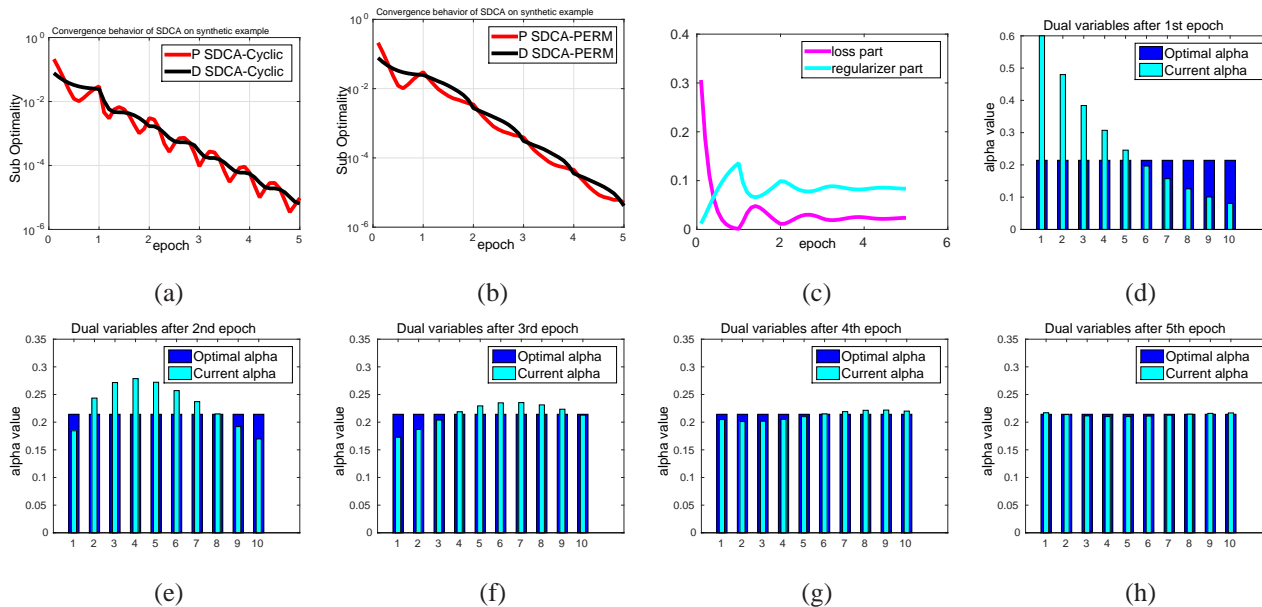 Convergence behavior of SDCA on synthetic example
P SDCA-Cyclic
D SDCA-Cyclic
Sub Optimality
10^0
10^-2
10^-4
10^-6
0 1 2 3 4 5
epoch
(a)
Convergence behavior of SDCA on synthetic example
P SDCA-PERM
D SDCA-PERM
Sub Optimality
10^0
10^-2
10^-4
10^-6
0 1 2 3 4 5
epoch
(b)
loss part
regularizer part
0.4
0.3
0.2
0.1
0
0 2 4 6
epoch
(c)
Dual variables after 1st epoch
Optimal alpha
Current alpha
alpha value
0.6
0.5
0.4
0.3
0.2
0.1
0
1 2 3 4 5 6 7 8 9 10
(d)
Dual variables after 2nd epoch
Optimal alpha
Current alpha
alpha value
0.35
0.3
0.25
0.2
0.15
0.1
0.05
0
1 2 3 4 5 6 7 8 9 10
(e)
Dual variables after 3rd epoch
Optimal alpha
Current alpha
alpha value
0.35
0.3
0.25
0.2
0.15
0.1
0.05
0
1 2 3 4 5 6 7 8 9 10
(f)
Dual variables after 4th epoch
Optimal alpha
Current alpha
alpha value
0.35
0.3
0.25
0.2
0.15
0.1
0.05
0
1 2 3 4 5 6 7 8 9 10
(g)
Dual variables after 5th epoch
Optimal alpha
Current alpha
alpha value
0.35
0.3
0.25
0.2
0.15
0.1
0.05
0
1 2 3 4 5 6 7 8 9 10
(h)